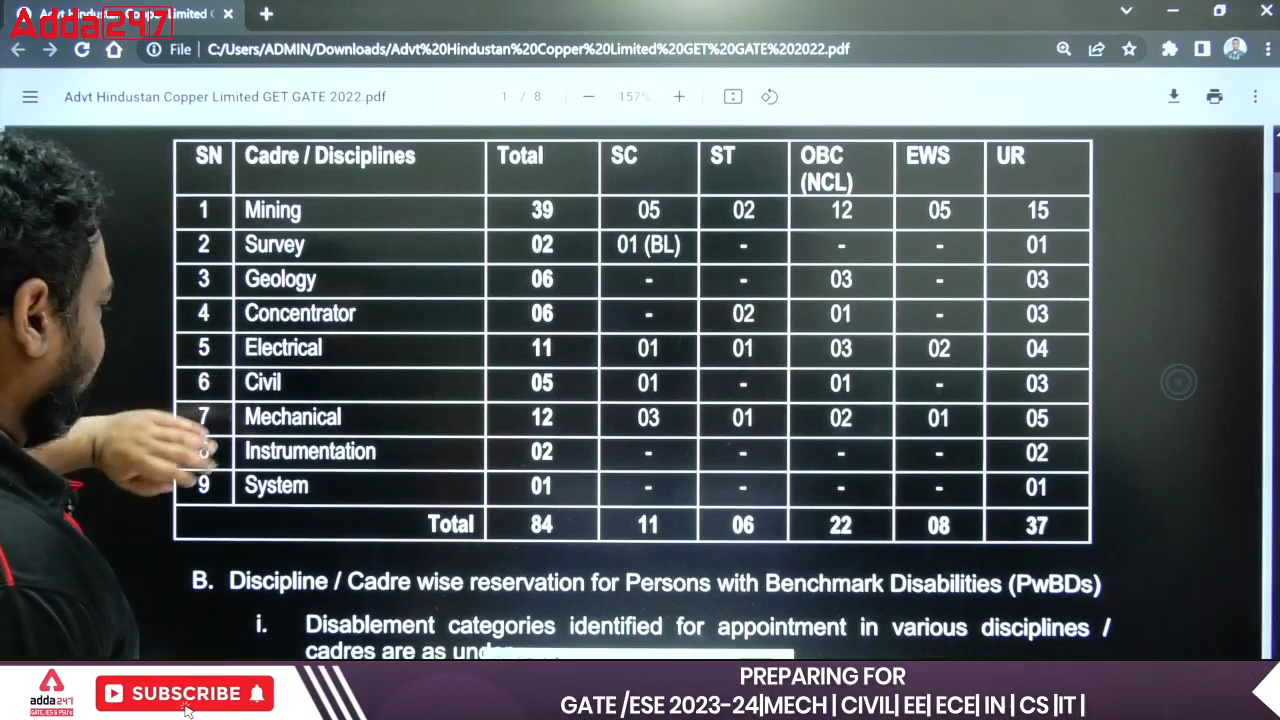 Adda247
Advt Hindustan Copper Limited
File C:/Users/ADMIN/Downloads/Advt%20Hindustan%20Copper%20Limited%20GET%20GATE%202022.pdf
Advt Hindustan Copper Limited GET GATE 2022.pdf 1 / 8 157%
SN Cadre / Disciplines Total SC ST OBC (NCL) EWS UR
1 Mining 39 05 02 12 05 15
2 Survey 02 01 (BL) - - - 01
3 Geology 06 - - 03 - 03
4 Concentrator 06 - 02 01 - 03
5 Electrical 11 01 01 03 02 04
6 Civil 05 01 - 01 - 03
7 Mechanical 12 03 01 02 01 05
Instrumentation 02 - - - - 02
9 System 01 - - - - 01
Total 84 11 06 22 08 37
B. Discipline / Cadre wise reservation for Persons with Benchmark Disabilities (PwBDs)
i. Disablement categories identified for appointment in various disciplines /
cadres are as under
adda247
GATE, IES & PSU's
SUBSCRIBE
PREPARING FOR
GATE /ESE 2023-24|MECH | CIVIL| EE| ECE| IN | CS |IT |